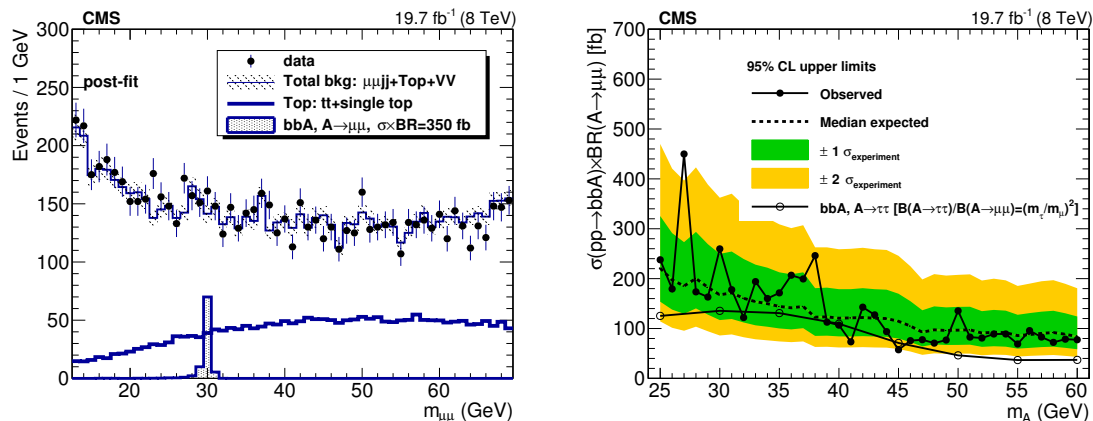 CMS
19.7 fb⁻¹ (8 TeV)
Events / 1 GeV
300
250
200
150
100
50
0
post-fit
data
Total bkg: μμjj+Top+VV
Top: tt+single top
bbA, A→μμ, σ×BR=350 fb
20 30 40 50 60
m_μμ (GeV)
CMS
19.7 fb⁻¹ (8 TeV)
σ(pp→bbA)×BR(A→μμ) [fb]
700
600
500
400
300
200
100
0
95% CL upper limits
Observed
Median expected
± 1 σ_experiment
± 2 σ_experiment
bbA, A→ττ [B(A→ττ)/B(A→μμ)=(m_τ/m_μ)²]
25 30 35 40 45 50 55 60
m_A (GeV)